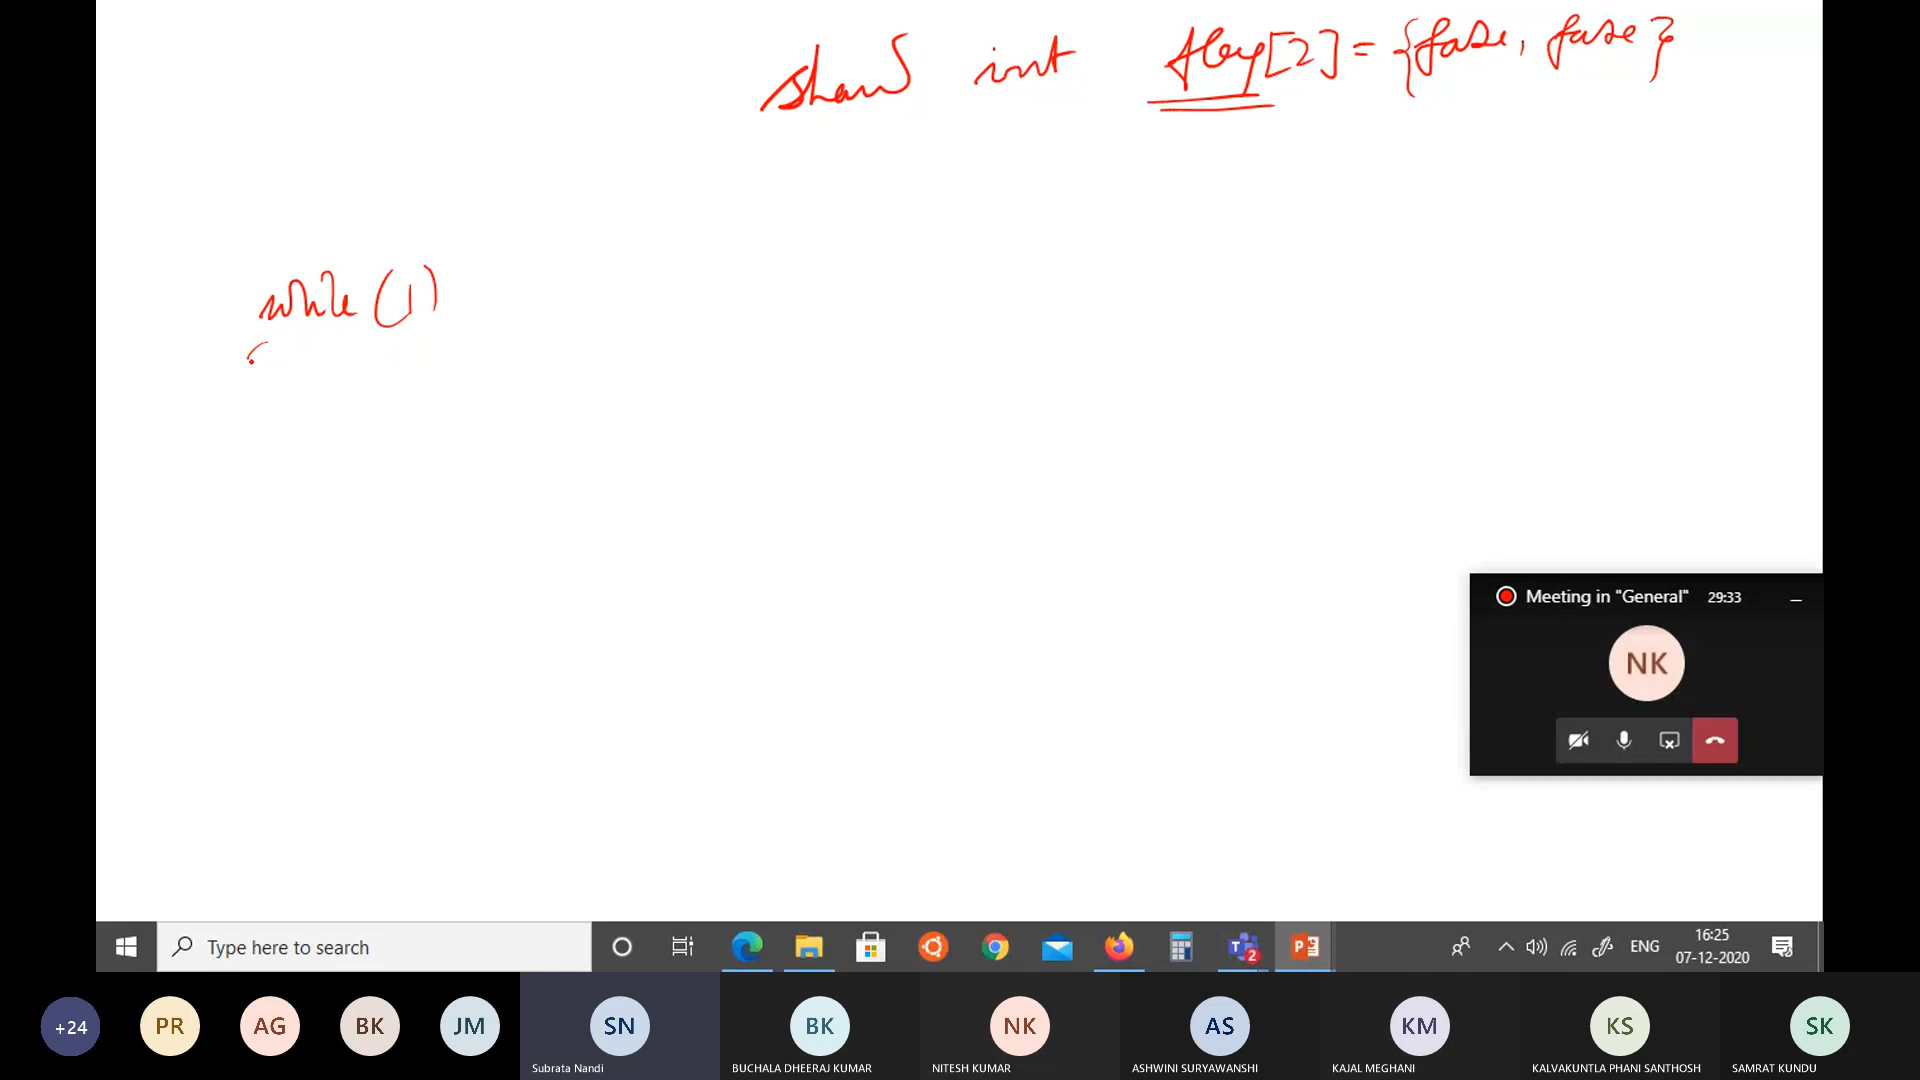 shared int flag[2] = {false, false}
while (1)
Meeting in "General" 29:33
NK
Type here to search
2
ENG
16:25
07-12-2020
+24 PR AG BK JM SN BK NK AS KM KS SK
Subrata Nandi BUCHALA DHEERAJ KUMAR NITESH KUMAR ASHWINI SURYAWANSHI KAJAL MEGHANI KALVAKUNTLA PHANI SANTHOSH SAMRAT KUNDU